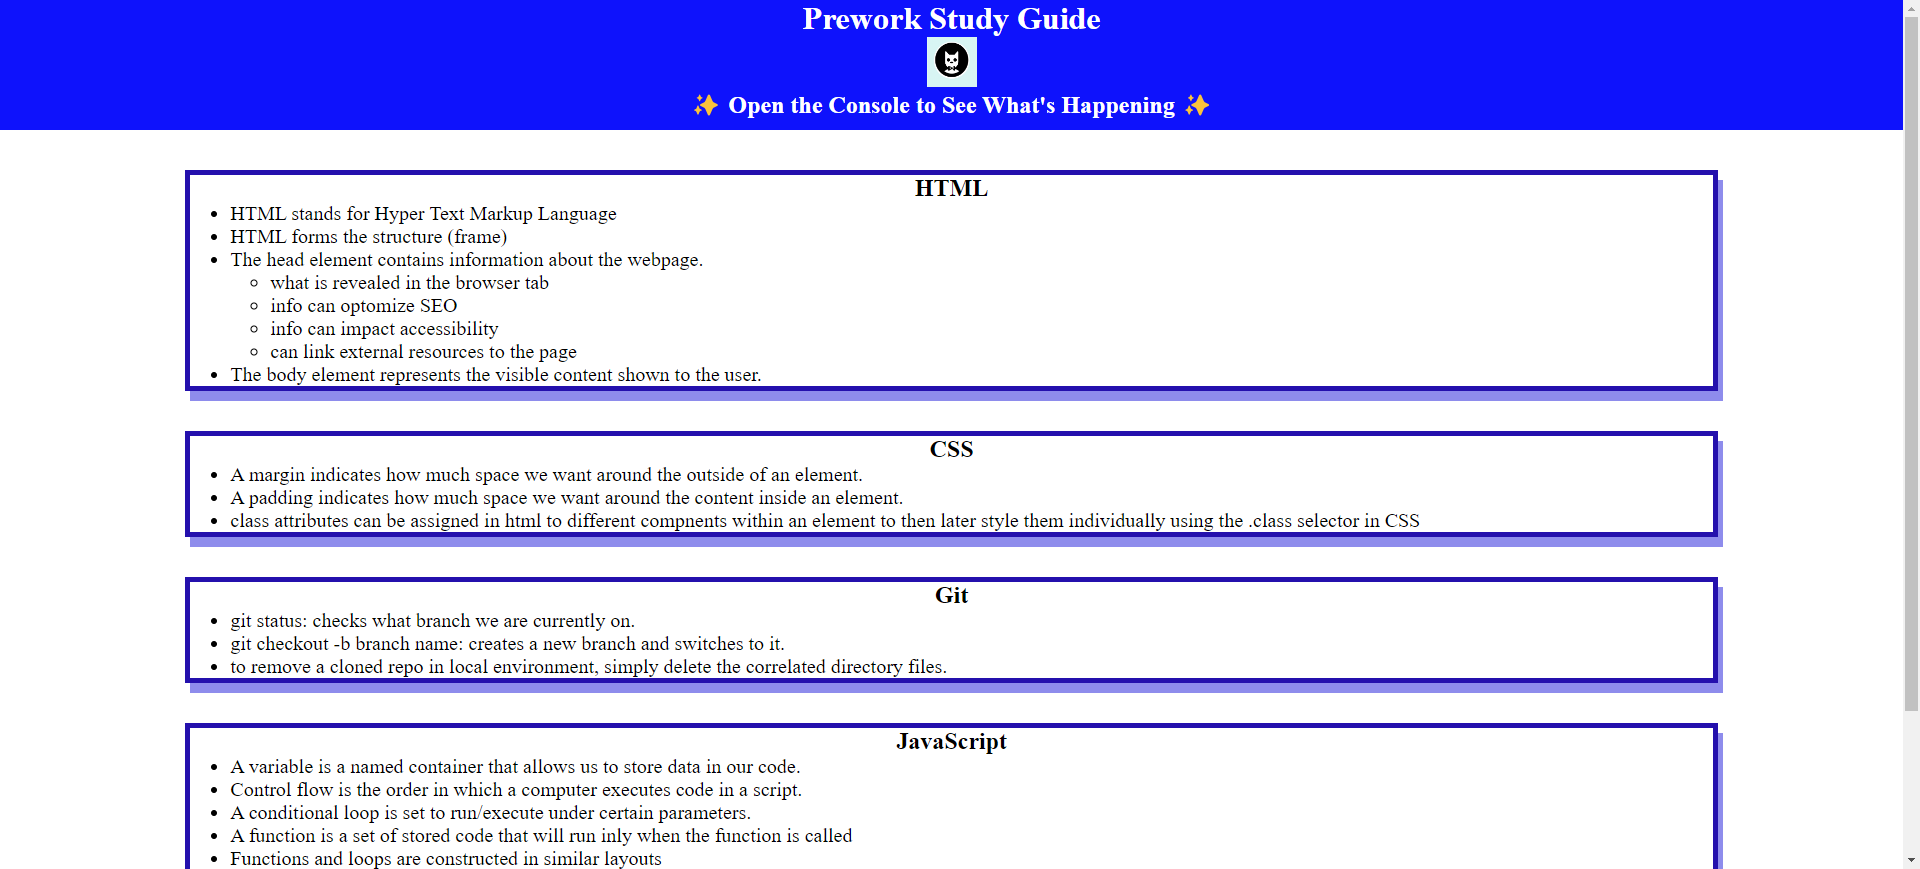 Prework Study Guide
✨ Open the Console to See What's Happening ✨
HTML
HTML stands for Hyper Text Markup Language
HTML forms the structure (frame)
The head element contains information about the webpage.
what is revealed in the browser tab
info can optomize SEO
info can impact accessibility
can link external resources to the page
The body element represents the visible content shown to the user.
CSS
A margin indicates how much space we want around the outside of an element.
A padding indicates how much space we want around the content inside an element.
class attributes can be assigned in html to different compnents within an element to then later style them individually using the .class selector in CSS
Git
git status: checks what branch we are currently on.
git checkout -b branch name: creates a new branch and switches to it.
to remove a cloned repo in local environment, simply delete the correlated directory files.
JavaScript
A variable is a named container that allows us to store data in our code.
Control flow is the order in which a computer executes code in a script.
A conditional loop is set to run/execute under certain parameters.
A function is a set of stored code that will run inly when the function is called
Functions and loops are constructed in similar layouts